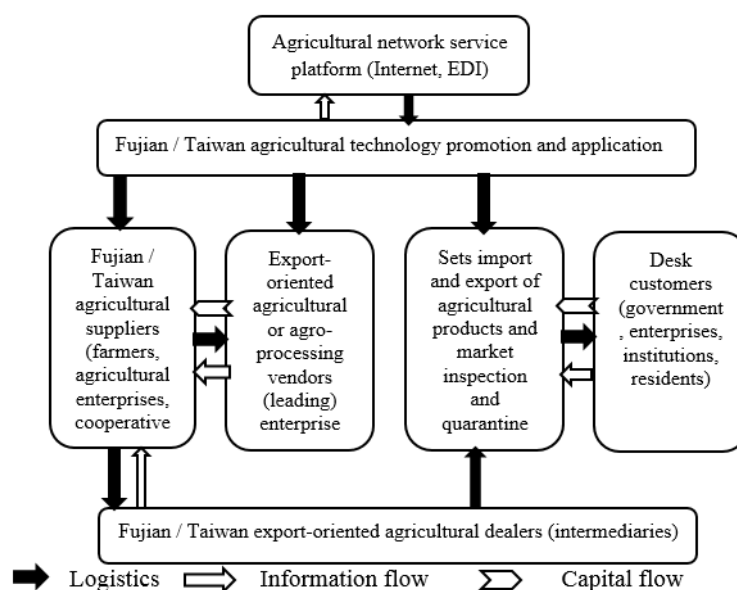 Agricultural network service
platform (Internet, EDI)
Fujian / Taiwan agricultural technology promotion and application
Fujian /
Taiwan
agricultural
suppliers
(farmers,
agricultural
enterprises,
cooperative
Export-
oriented
agricultural
or agro-
processing
vendors
(leading)
enterprise
Sets import
and export of
agricultural
products and
market
inspection
and
quarantine
Desk
customers
(government
, enterprises,
institutions,
residents)
Fujian / Taiwan export-oriented agricultural dealers (intermediaries)
Logistics Information flow Capital flow